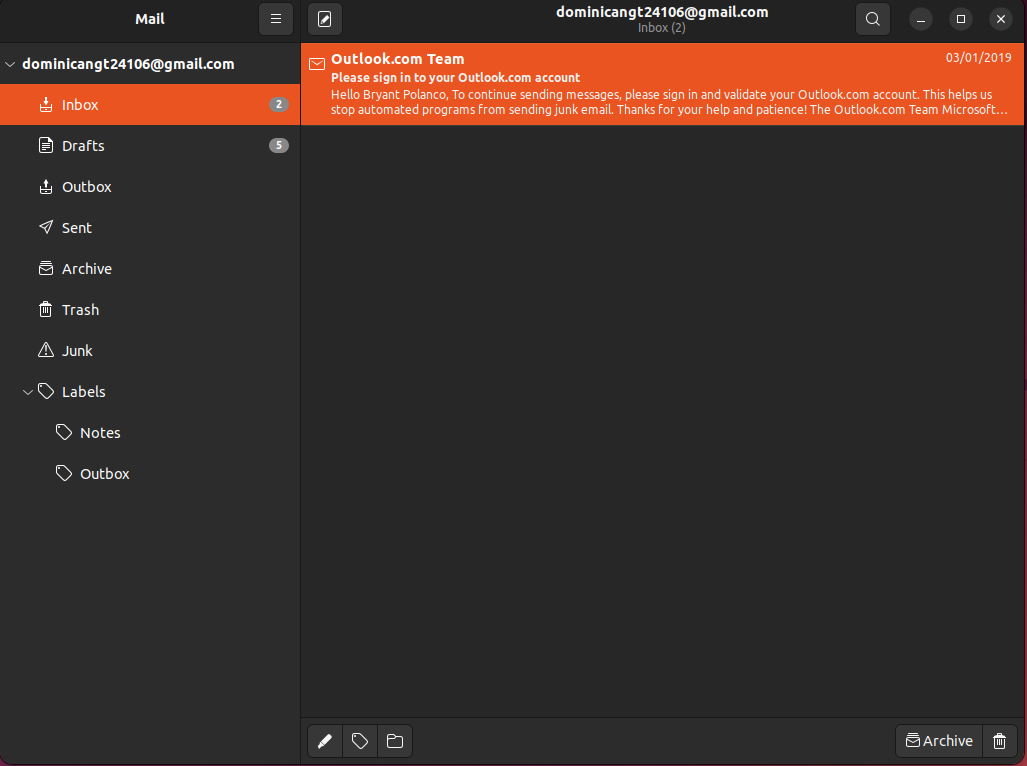 Mail
dominicangt24106@gmail.com
Inbox (2)
dominicangt24106@gmail.com
Inbox 2
Drafts 5
Outbox
Sent
Archive
Trash
Junk
Labels
Notes
Outbox
Outlook.com Team 03/01/2019
Please sign in to your Outlook.com account
Hello Bryant Polanco, To continue sending messages, please sign in and validate your Outlook.com account. This helps us
stop automated programs from sending junk email. Thanks for your help and patience! The Outlook.com Team Microsoft…
Archive